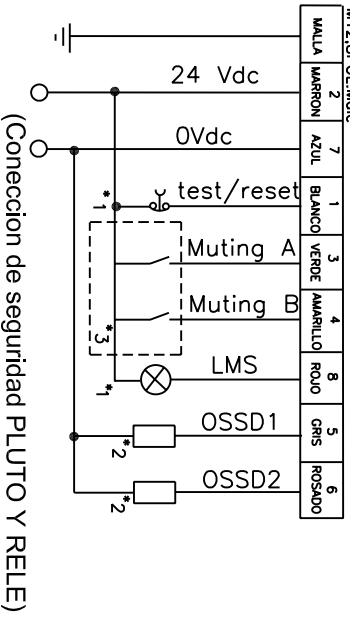 MALLA
2 MARRON
7 AZUL
1 BLANCO
3 VERDE
4 AMARILLO
8 ROJO
5 GRIS
6 ROSADO
24 Vdc
0Vdc
test/reset
*1
Muting A
Muting B
*3
LMS
*1
OSSD1
*2
OSSD2
*2
(Coneccion de seguridad PLUTO Y RELE)